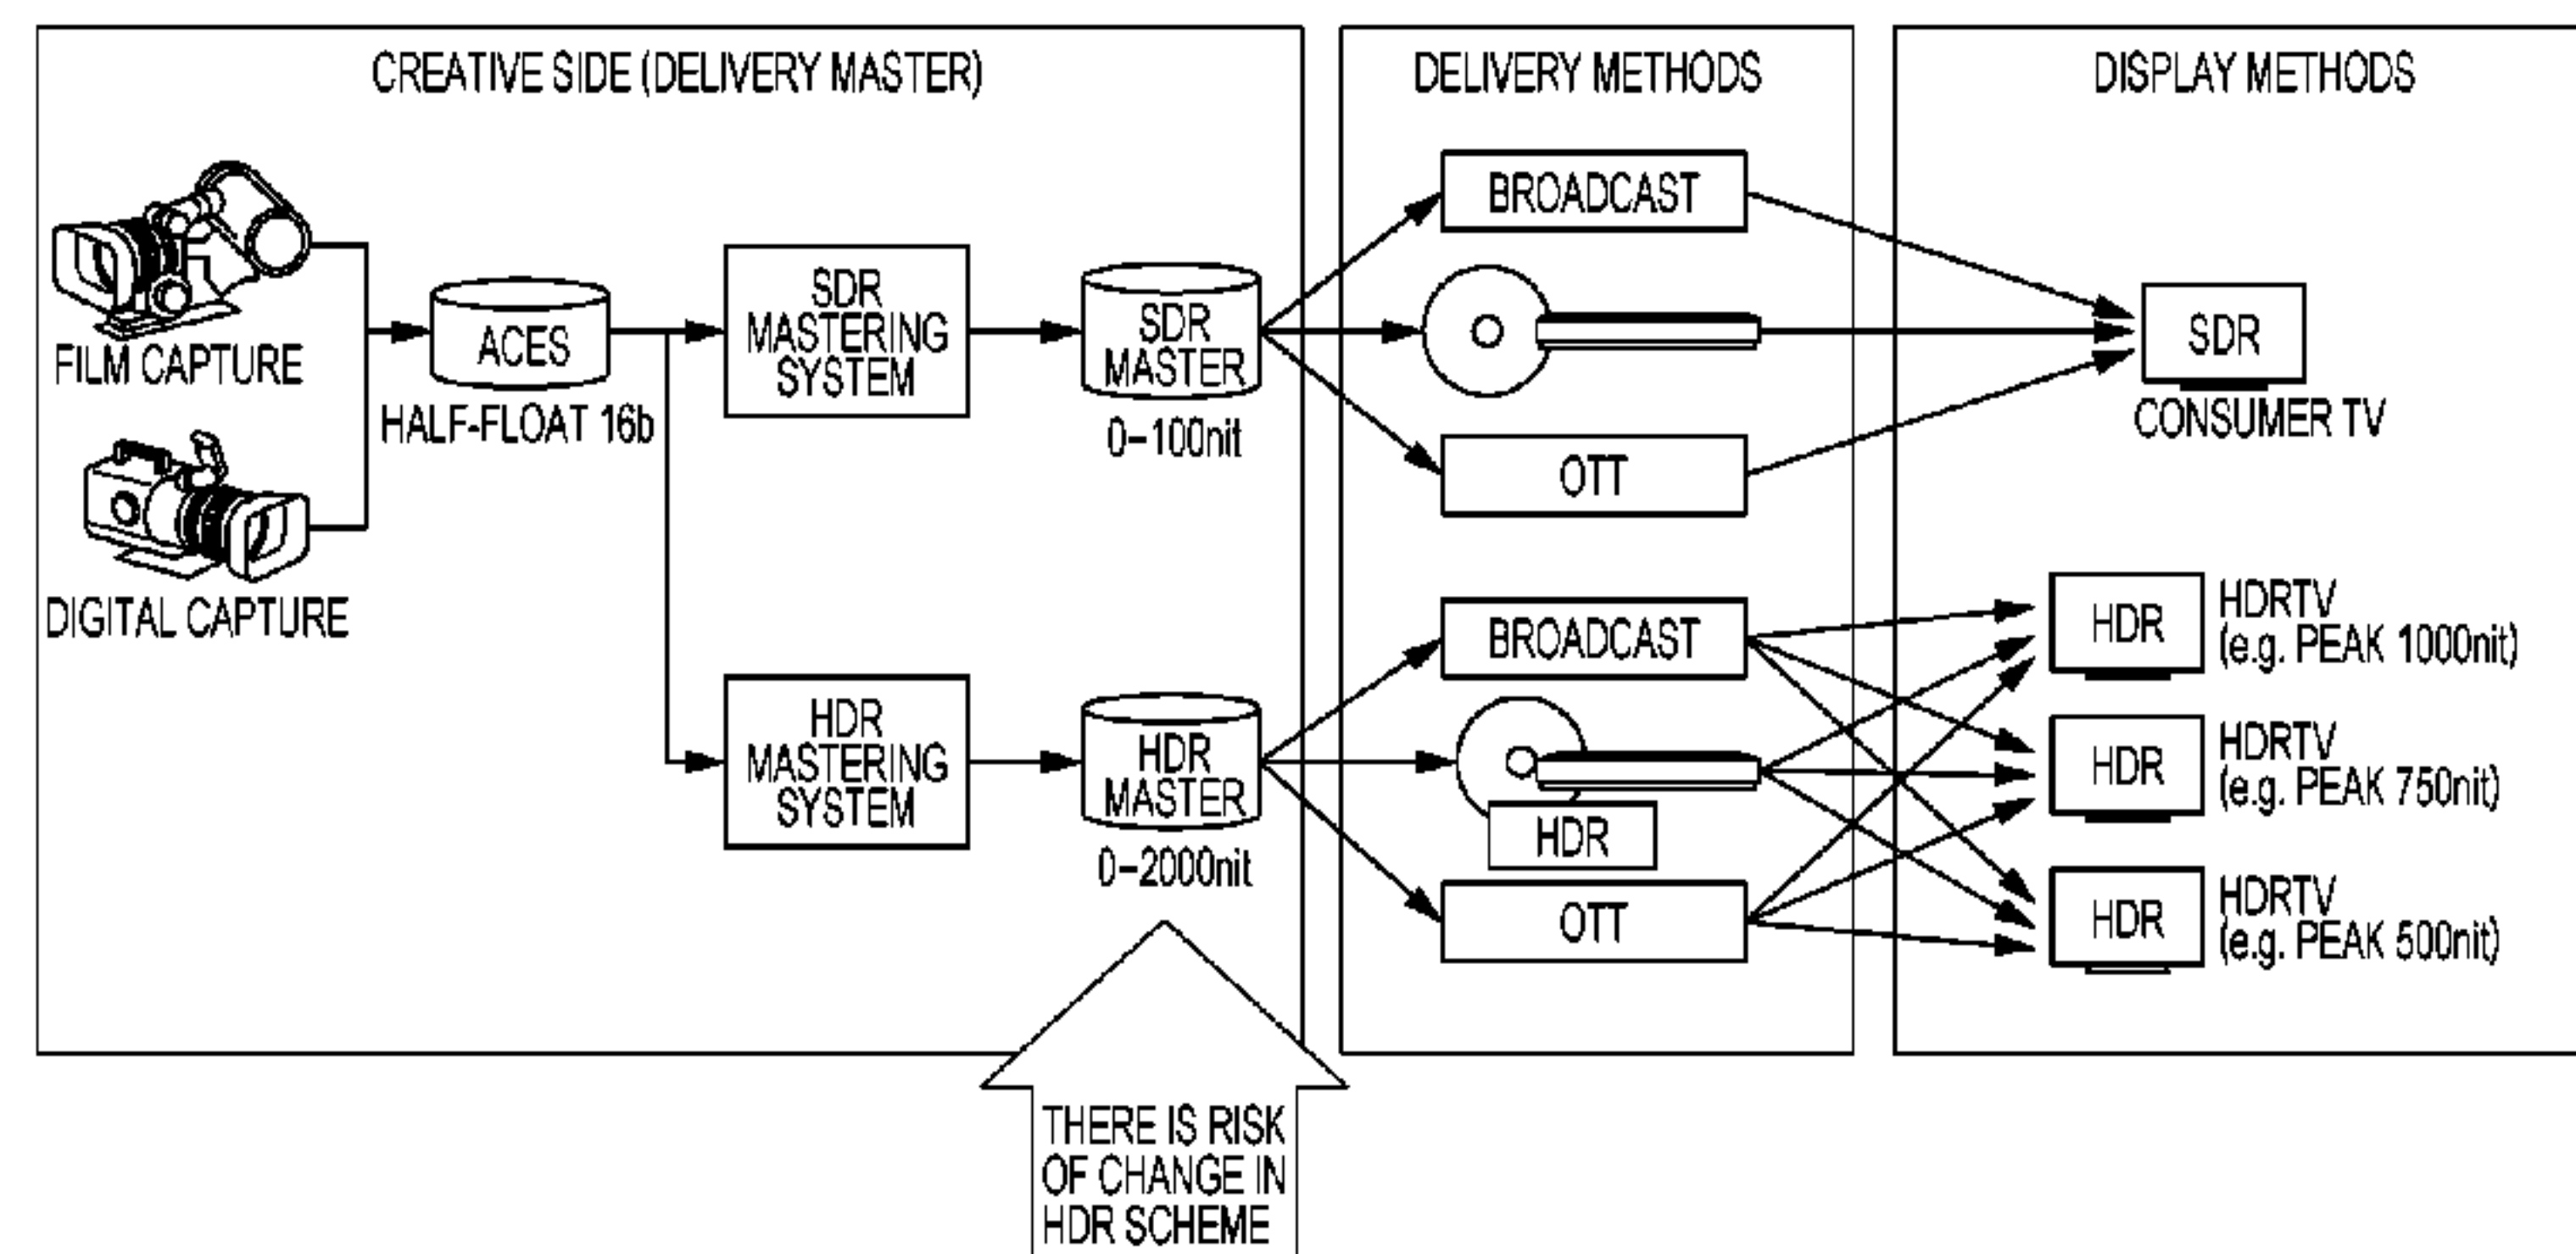 CREATIVE SIDE (DELIVERY MASTER)
FILM CAPTURE
DIGITAL CAPTURE
ACES
HALF-FLOAT 16b
SDR
MASTERING
SYSTEM
SDR
MASTER
0-100nit
HDR
MASTERING
SYSTEM
HDR
MASTER
0-2000nit
THERE IS RISK
OF CHANGE IN
HDR SCHEME
DELIVERY METHODS
BROADCAST
OTT
BROADCAST
HDR
OTT
DISPLAY METHODS
SDR
CONSUMER TV
HDR
HDRTV
(e.g. PEAK 1000nit)
HDR
HDRTV
(e.g. PEAK 750nit)
HDR
HDRTV
(e.g. PEAK 500nit)